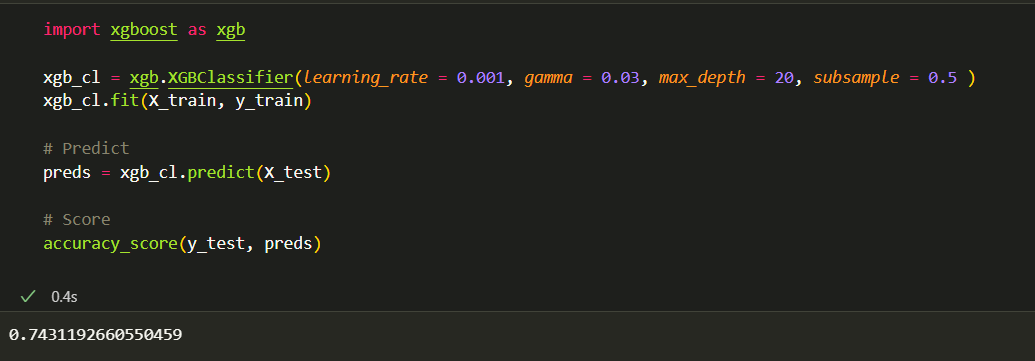 import xgboost as xgb
xgb_cl = xgb.XGBClassifier(learning_rate = 0.001, gamma = 0.03, max_depth = 20, subsample = 0.5 )
xgb_cl.fit(X_train, y_train)
# Predict
preds = xgb_cl.predict(X_test)
# Score
accuracy_score(y_test, preds)
0.4s
0.7431192660550459